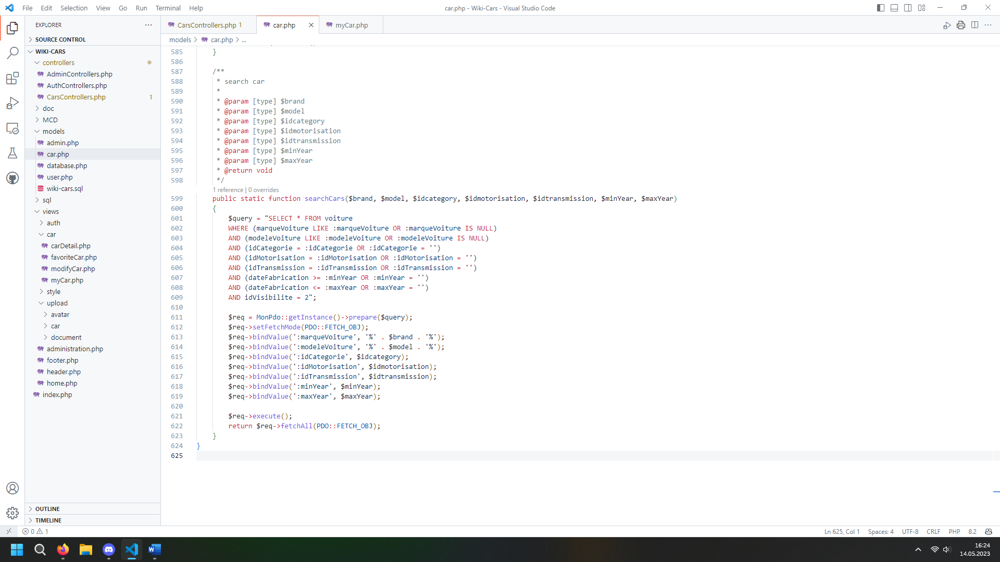 File Edit Selection View Go Run Terminal Help
car.php - Wiki-Cars - Visual Studio Code
EXPLORER
SOURCE CONTROL
WIKI-CARS
controllers
AdminControllers.php
AuthControllers.php
CarsControllers.php 1
doc
MCD
models
admin.php
car.php
database.php
user.php
wiki-cars.sql
sql
views
auth
car
carDetail.php
favoriteCar.php
modifyCar.php
myCar.php
style
upload
avatar
car
document
administration.php
footer.php
header.php
home.php
index.php
OUTLINE
TIMELINE
CarsControllers.php 1 car.php myCar.php
models > car.php > ...
585 }
586
587 /**
588 * search car
589 *
590 * @param [type] $brand
591 * @param [type] $model
592 * @param [type] $idcategory
593 * @param [type] $idmotorisation
594 * @param [type] $idtransmission
595 * @param [type] $minYear
596 * @param [type] $maxYear
597 * @return void
598 */
1 reference | 0 overrides
599 public static function searchCars($brand, $model, $idcategory, $idmotorisation, $idtransmission, $minYear, $maxYear)
600 {
601 $query = "SELECT * FROM voiture
602 WHERE (marqueVoiture LIKE :marqueVoiture OR :marqueVoiture IS NULL)
603 AND (modeleVoiture LIKE :modeleVoiture OR :modeleVoiture IS NULL)
604 AND (idCategorie = :idCategorie OR :idCategorie = '')
605 AND (idMotorisation = :idMotorisation OR :idMotorisation = '')
606 AND (idTransmission = :idTransmission OR :idTransmission = '')
607 AND (dateFabrication >= :minYear OR :minYear = '')
608 AND (dateFabrication <= :maxYear OR :maxYear = '')
609 AND idVisibilite = 2";
610
611 $req = MonPdo::getInstance()->prepare($query);
612 $req->setFetchMode(PDO::FETCH_OBJ);
613 $req->bindValue(':marqueVoiture', '%' . $brand . '%');
614 $req->bindValue(':modeleVoiture', '%' . $model . '%');
615 $req->bindValue(':idCategorie', $idcategory);
616 $req->bindValue(':idMotorisation', $idmotorisation);
617 $req->bindValue(':idTransmission', $idtransmission);
618 $req->bindValue(':minYear', $minYear);
619 $req->bindValue(':maxYear', $maxYear);
620
621 $req->execute();
622 return $req->fetchAll(PDO::FETCH_OBJ);
623 }
624 }
625
0 1
Ln 625, Col 1 Spaces: 4 UTF-8 CRLF PHP 8.2
16:24
14.05.2023